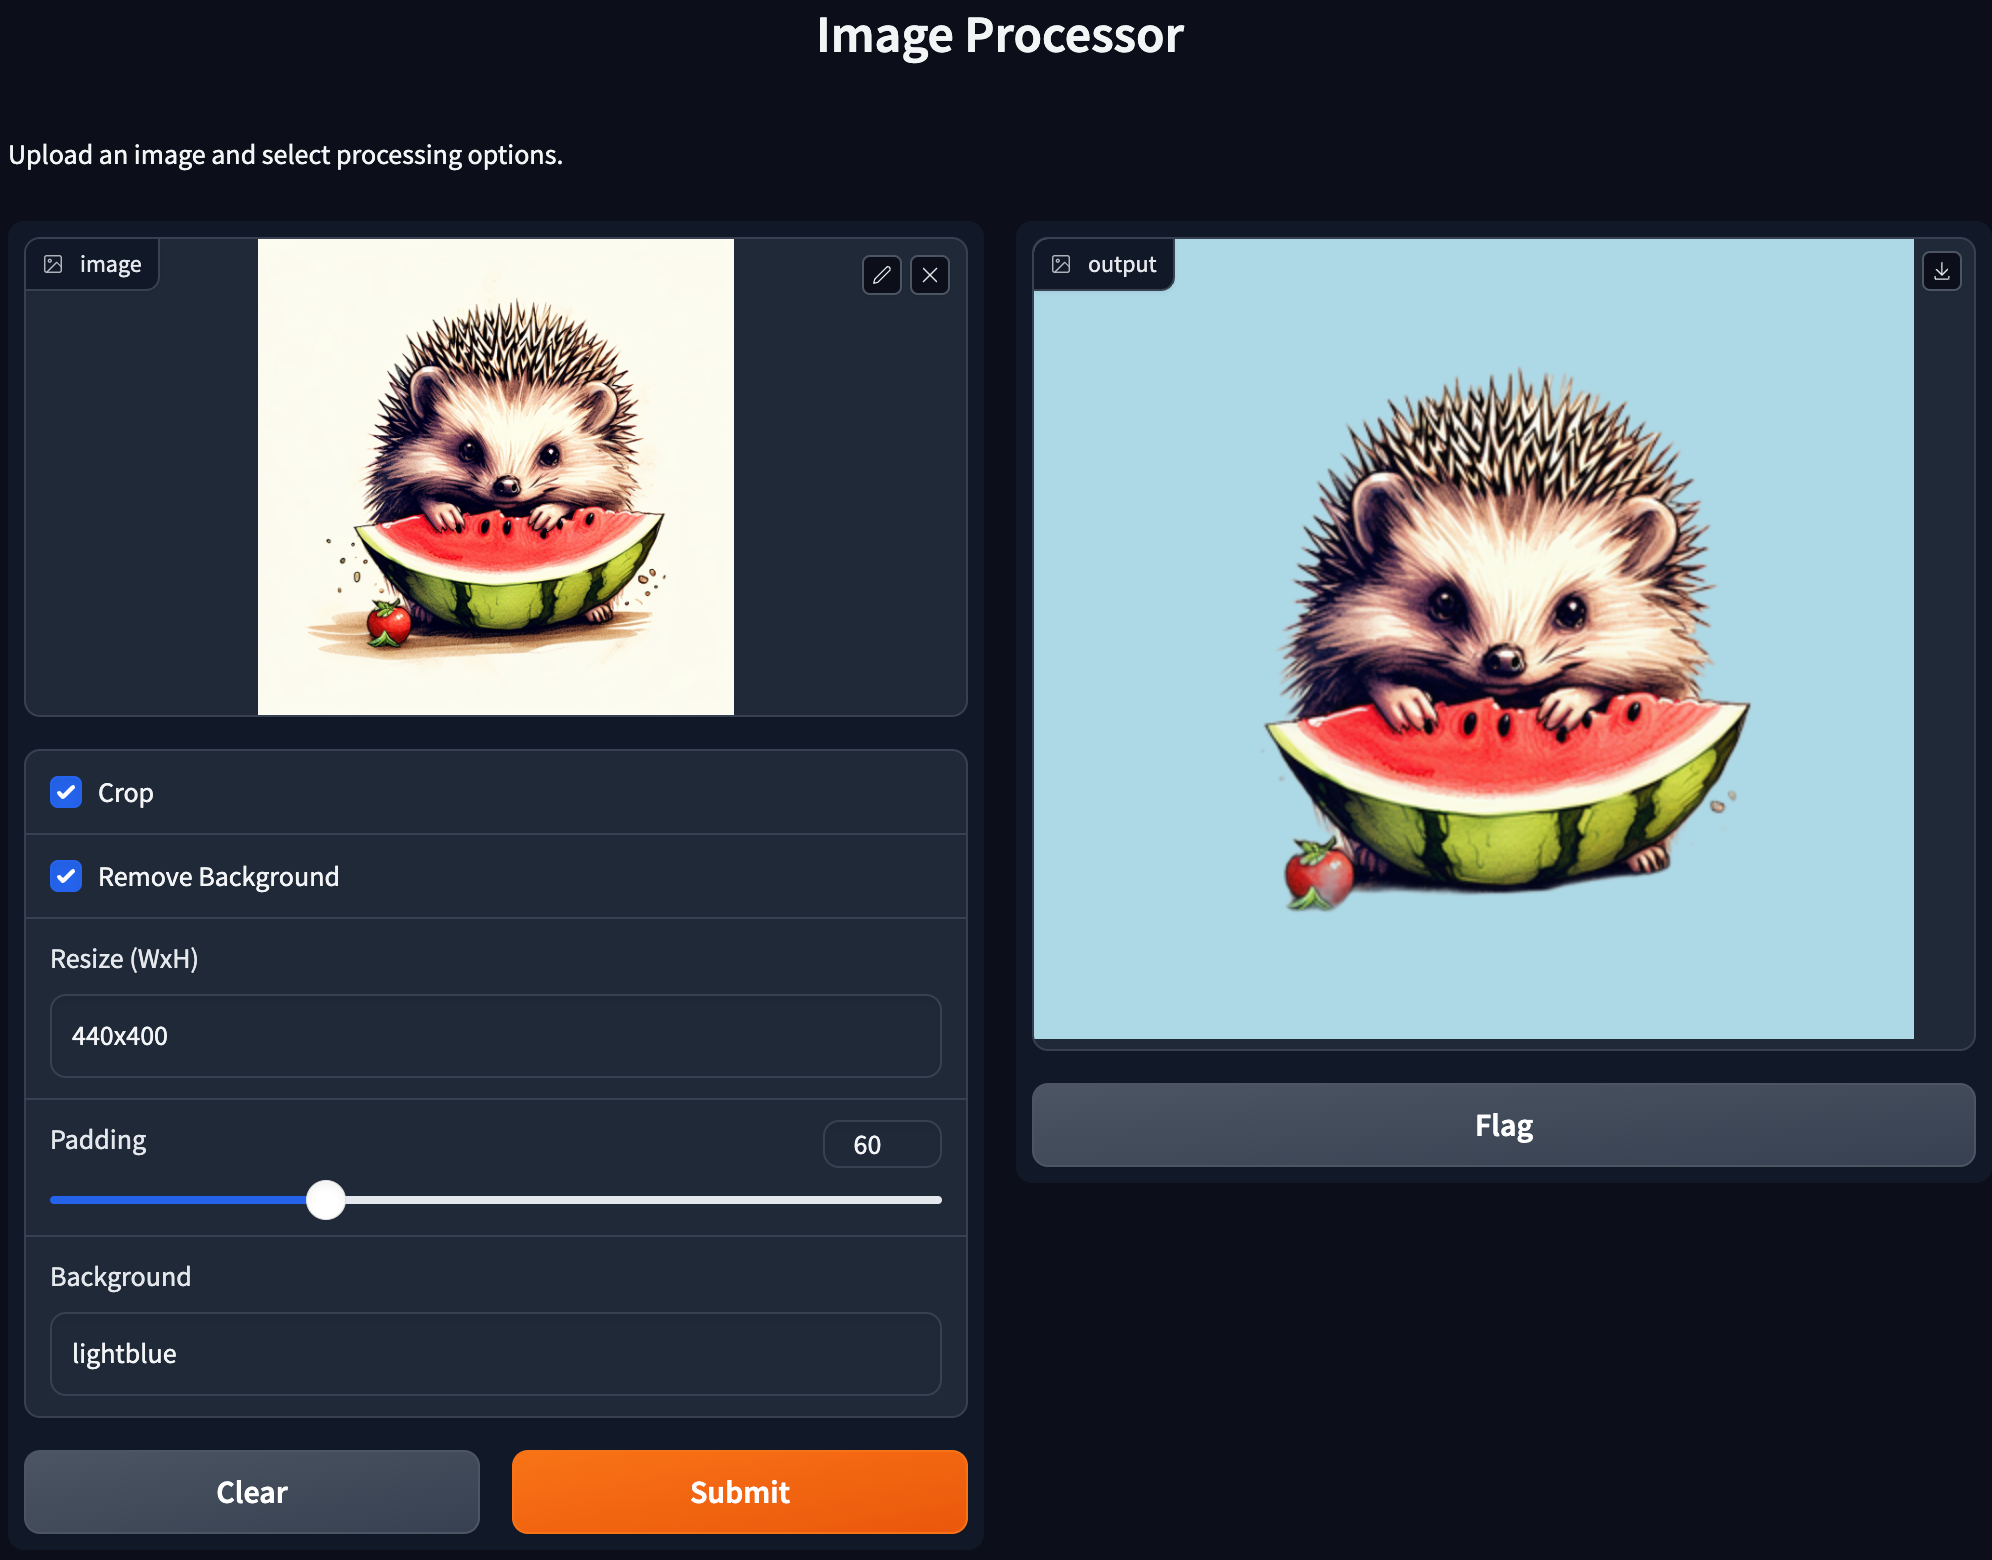 Image Processor
Upload an image and select processing options.
image
Crop
Remove Background
Resize (WxH)
440x400
Padding
60
Background
lightblue
Clear
Submit
output
Flag